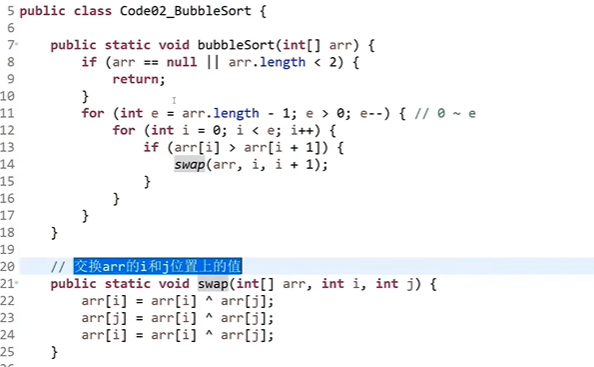 5 public class Code02_BubbleSort {
6
7 public static void bubbleSort(int[] arr) {
8 if (arr == null || arr.length < 2) {
9 return;
10 }
11 for (int e = arr.length - 1; e > 0; e--) { // 0 ~ e
12 for (int i = 0; i < e; i++) {
13 if (arr[i] > arr[i + 1]) {
14 swap(arr, i, i + 1);
15 }
16 }
17 }
18 }
19
20 // 交换arr的i和j位置上的值
21 public static void swap(int[] arr, int i, int j) {
22 arr[i] = arr[i] ^ arr[j];
23 arr[j] = arr[i] ^ arr[j];
24 arr[i] = arr[i] ^ arr[j];
25 }
26